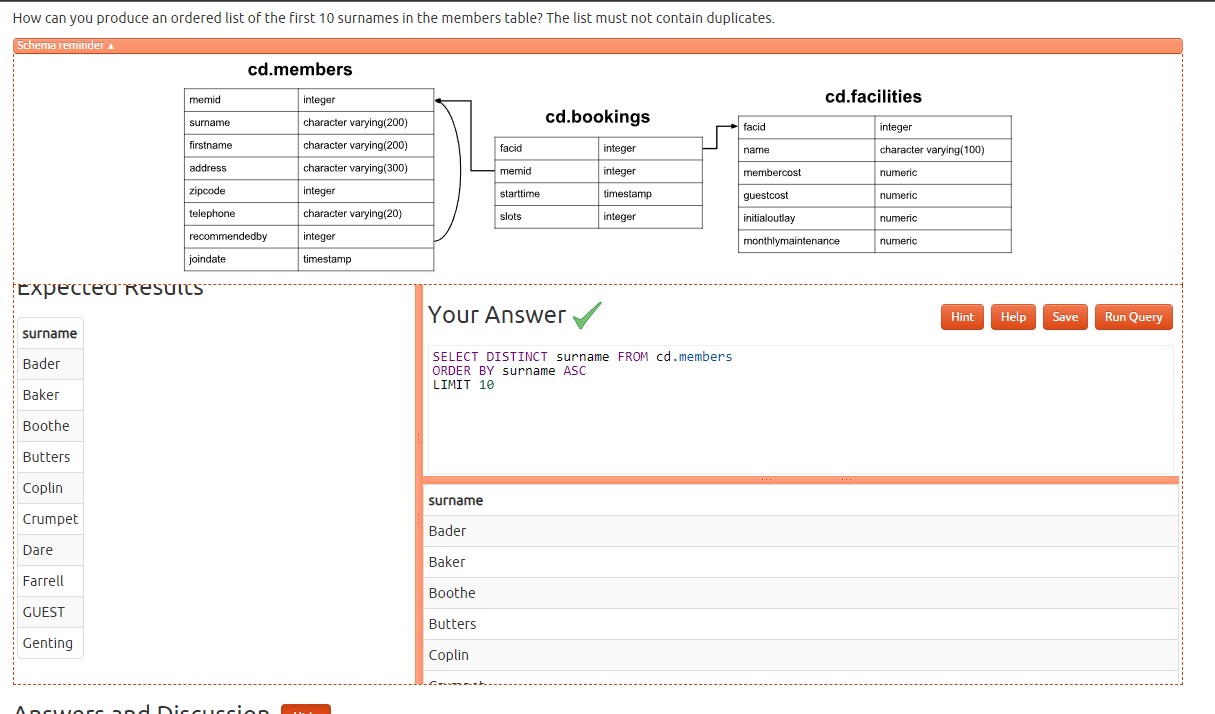 How can you produce an ordered list of the first 10 surnames in the members table? The list must not contain duplicates.
Schema reminder ▲
cd.members
memid integer
surname character varying(200)
firstname character varying(200)
address character varying(300)
zipcode integer
telephone character varying(20)
recommendedby integer
joindate timestamp
cd.bookings
facid integer
memid integer
starttime timestamp
slots integer
cd.facilities
facid integer
name character varying(100)
membercost numeric
guestcost numeric
initialoutlay numeric
monthlymaintenance numeric
Expected Results
surname
Bader
Baker
Boothe
Butters
Coplin
Crumpet
Dare
Farrell
GUEST
Genting
Your Answer
Hint Help Save Run Query
SELECT DISTINCT surname FROM cd.members
ORDER BY surname ASC
LIMIT 10
surname
Bader
Baker
Boothe
Butters
Coplin
Crumpet
Answers and Discussion